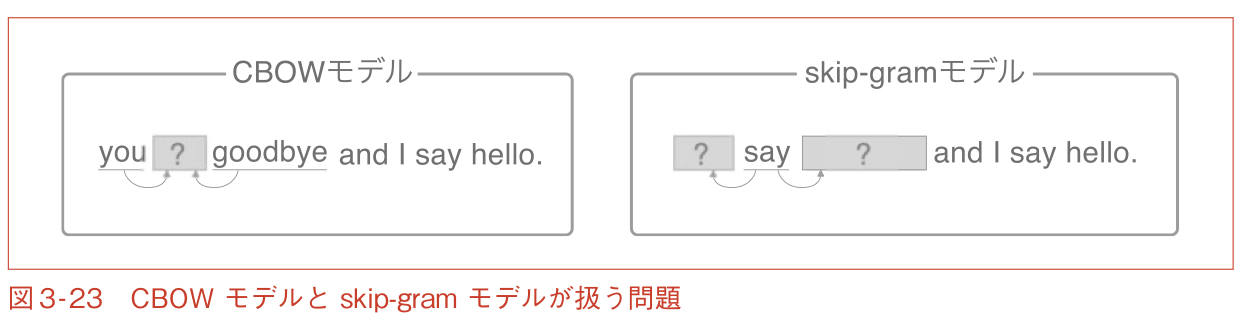 CBOWモデル
you ? goodbye and I say hello.
skip-gramモデル
? say ? and I say hello.
図3-23 CBOW モデルと skip-gram モデルが扱う問題